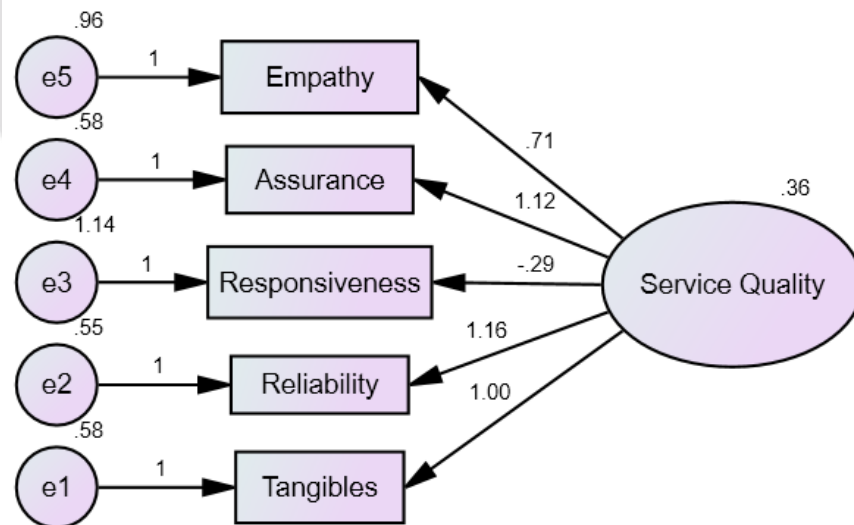 .96
e5
1
Empathy
.71
.58
e4
1
Assurance
1.12
.36
1.14
e3
1
Responsiveness
-.29
Service Quality
.55
e2
1
Reliability
1.16
.58
e1
1
Tangibles
1.00